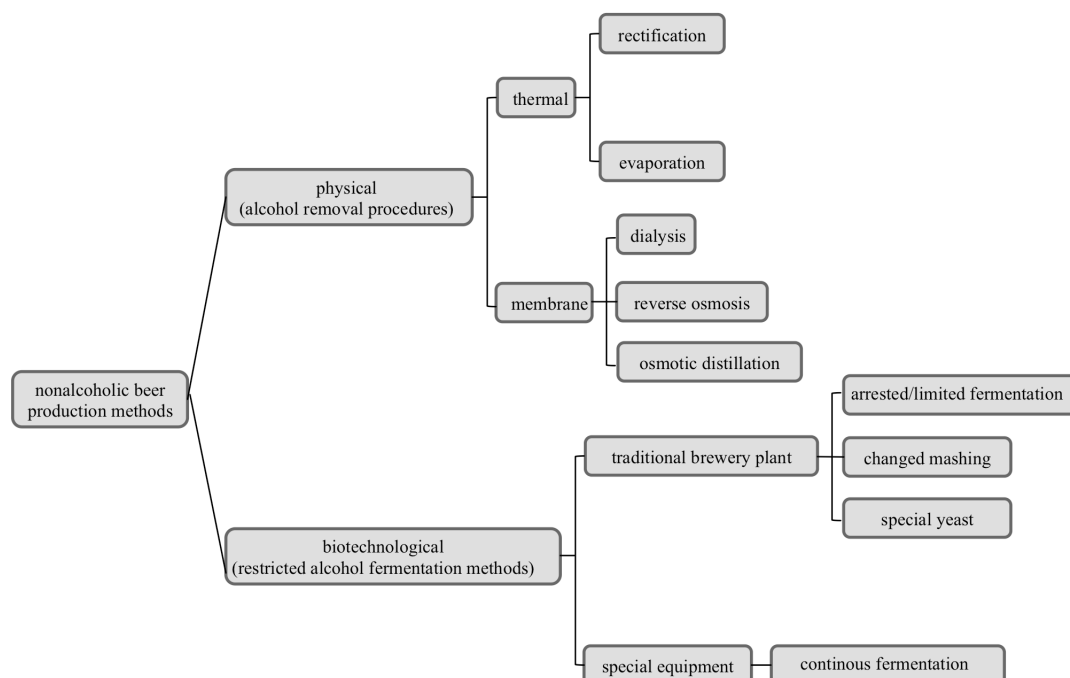 rectification
thermal
evaporation
physical
(alcohol removal procedures)
dialysis
membrane
reverse osmosis
osmotic distillation
nonalcoholic beer
production methods
arrested/limited fermentation
traditional brewery plant
changed mashing
special yeast
biotechnological
(restricted alcohol fermentation methods)
special equipment
continous fermentation